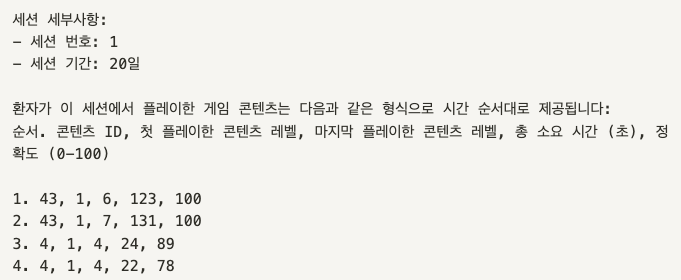 세션 세부사항:
- 세션 번호: 1
- 세션 기간: 20일
환자가 이 세션에서 플레이한 게임 콘텐츠는 다음과 같은 형식으로 시간 순서대로 제공됩니다:
순서. 콘텐츠 ID, 첫 플레이한 콘텐츠 레벨, 마지막 플레이한 콘텐츠 레벨, 총 소요 시간 (초), 정
확도 (0-100)
1. 43, 1, 6, 123, 100
2. 43, 1, 7, 131, 100
3. 4, 1, 4, 24, 89
4. 4, 1, 4, 22, 78